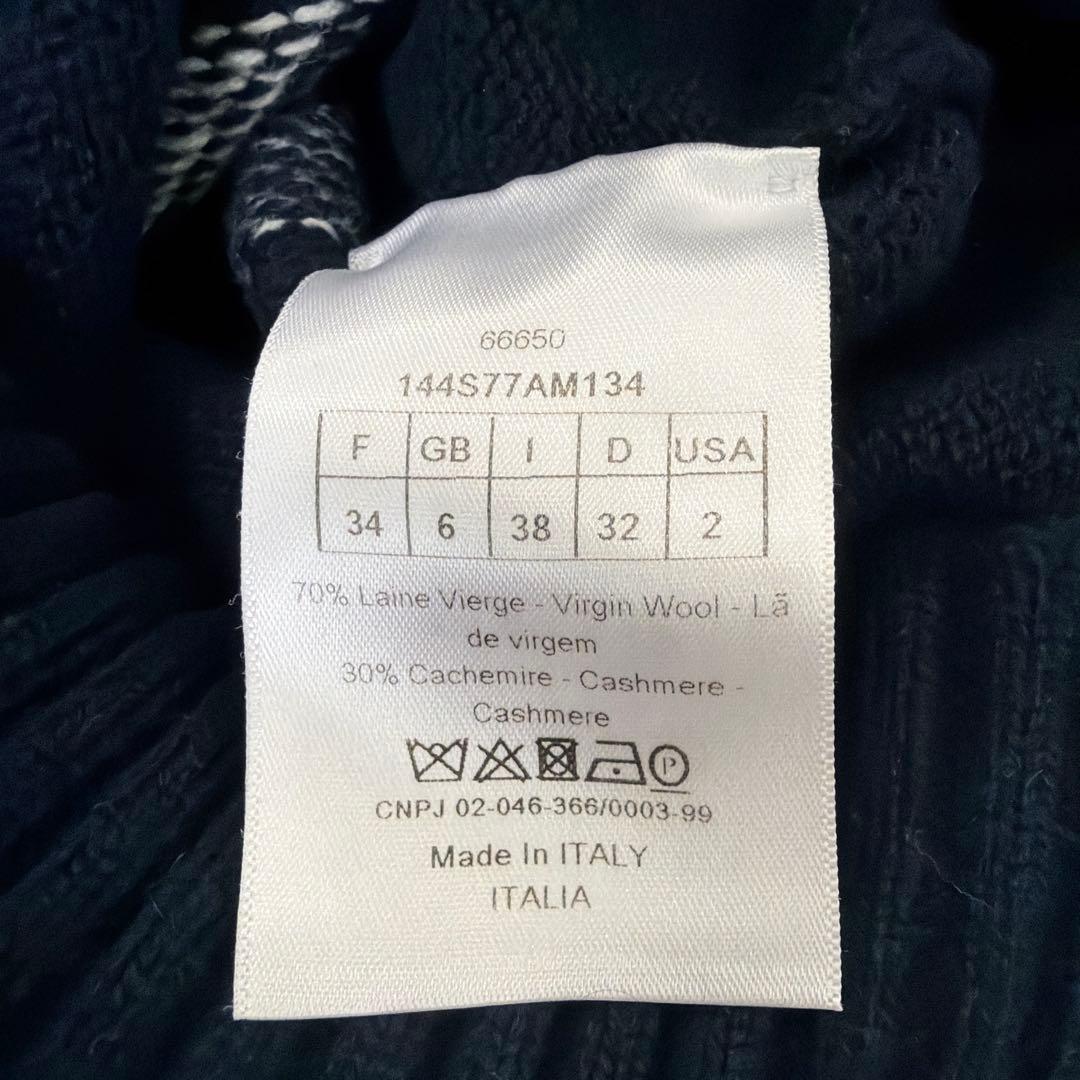 66650
144S77AM134
F GB I D USA
34 6 38 32 2
70% Laine Vierge - Virgin Wool - Lã
de virgem
30% Cachemire - Cashmere -
Cashmere
P
CNPJ 02-046-366/0003-99
Made In ITALY
ITALIA